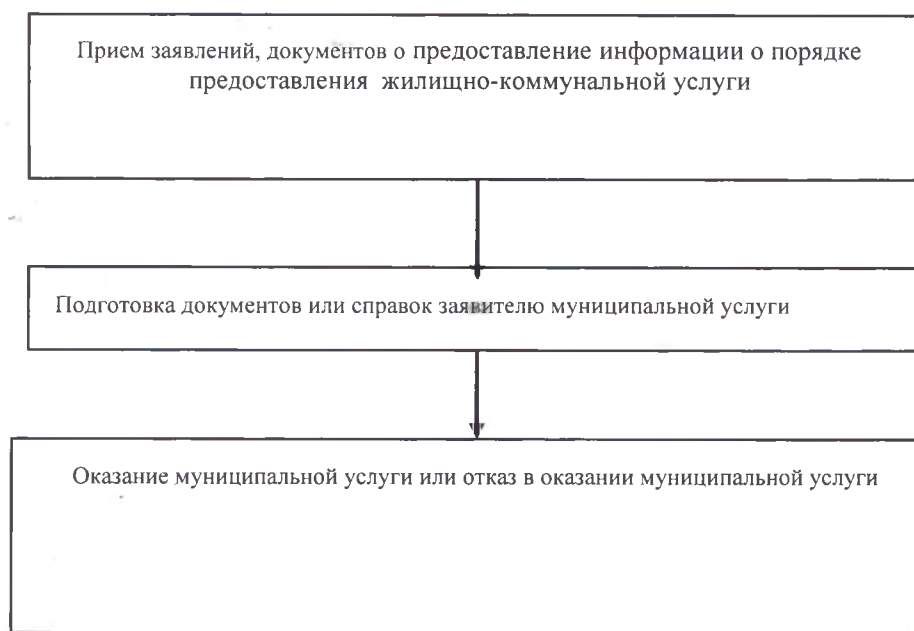 Прием заявлений, документов о предоставление информации о порядке
предоставления жилищно-коммунальной услуги
Подготовка документов или справок заявителю муниципальной услуги
Оказание муниципальной услуги или отказ в оказании муниципальной услуги